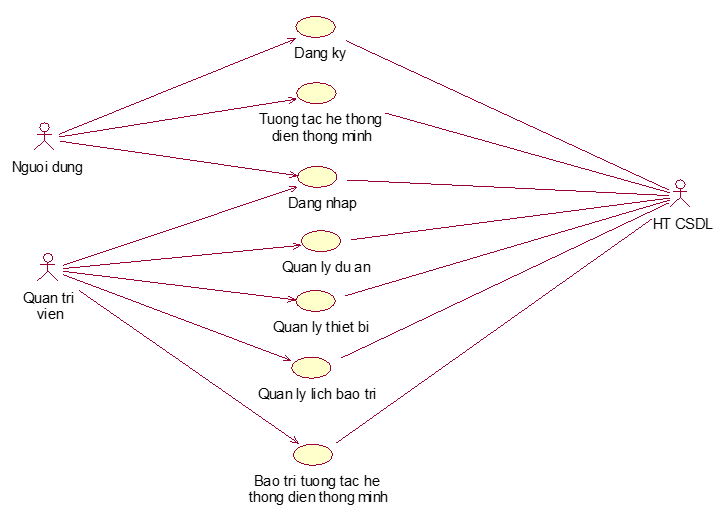 Dang ky
Tuong tac he thong
dien thong minh
Nguoi dung
Dang nhap
HT CSDL
Quan ly du an
Quan tri
vien
Quan ly thiet bi
Quan ly lich bao tri
Bao tri tuong tac he
thong dien thong minh